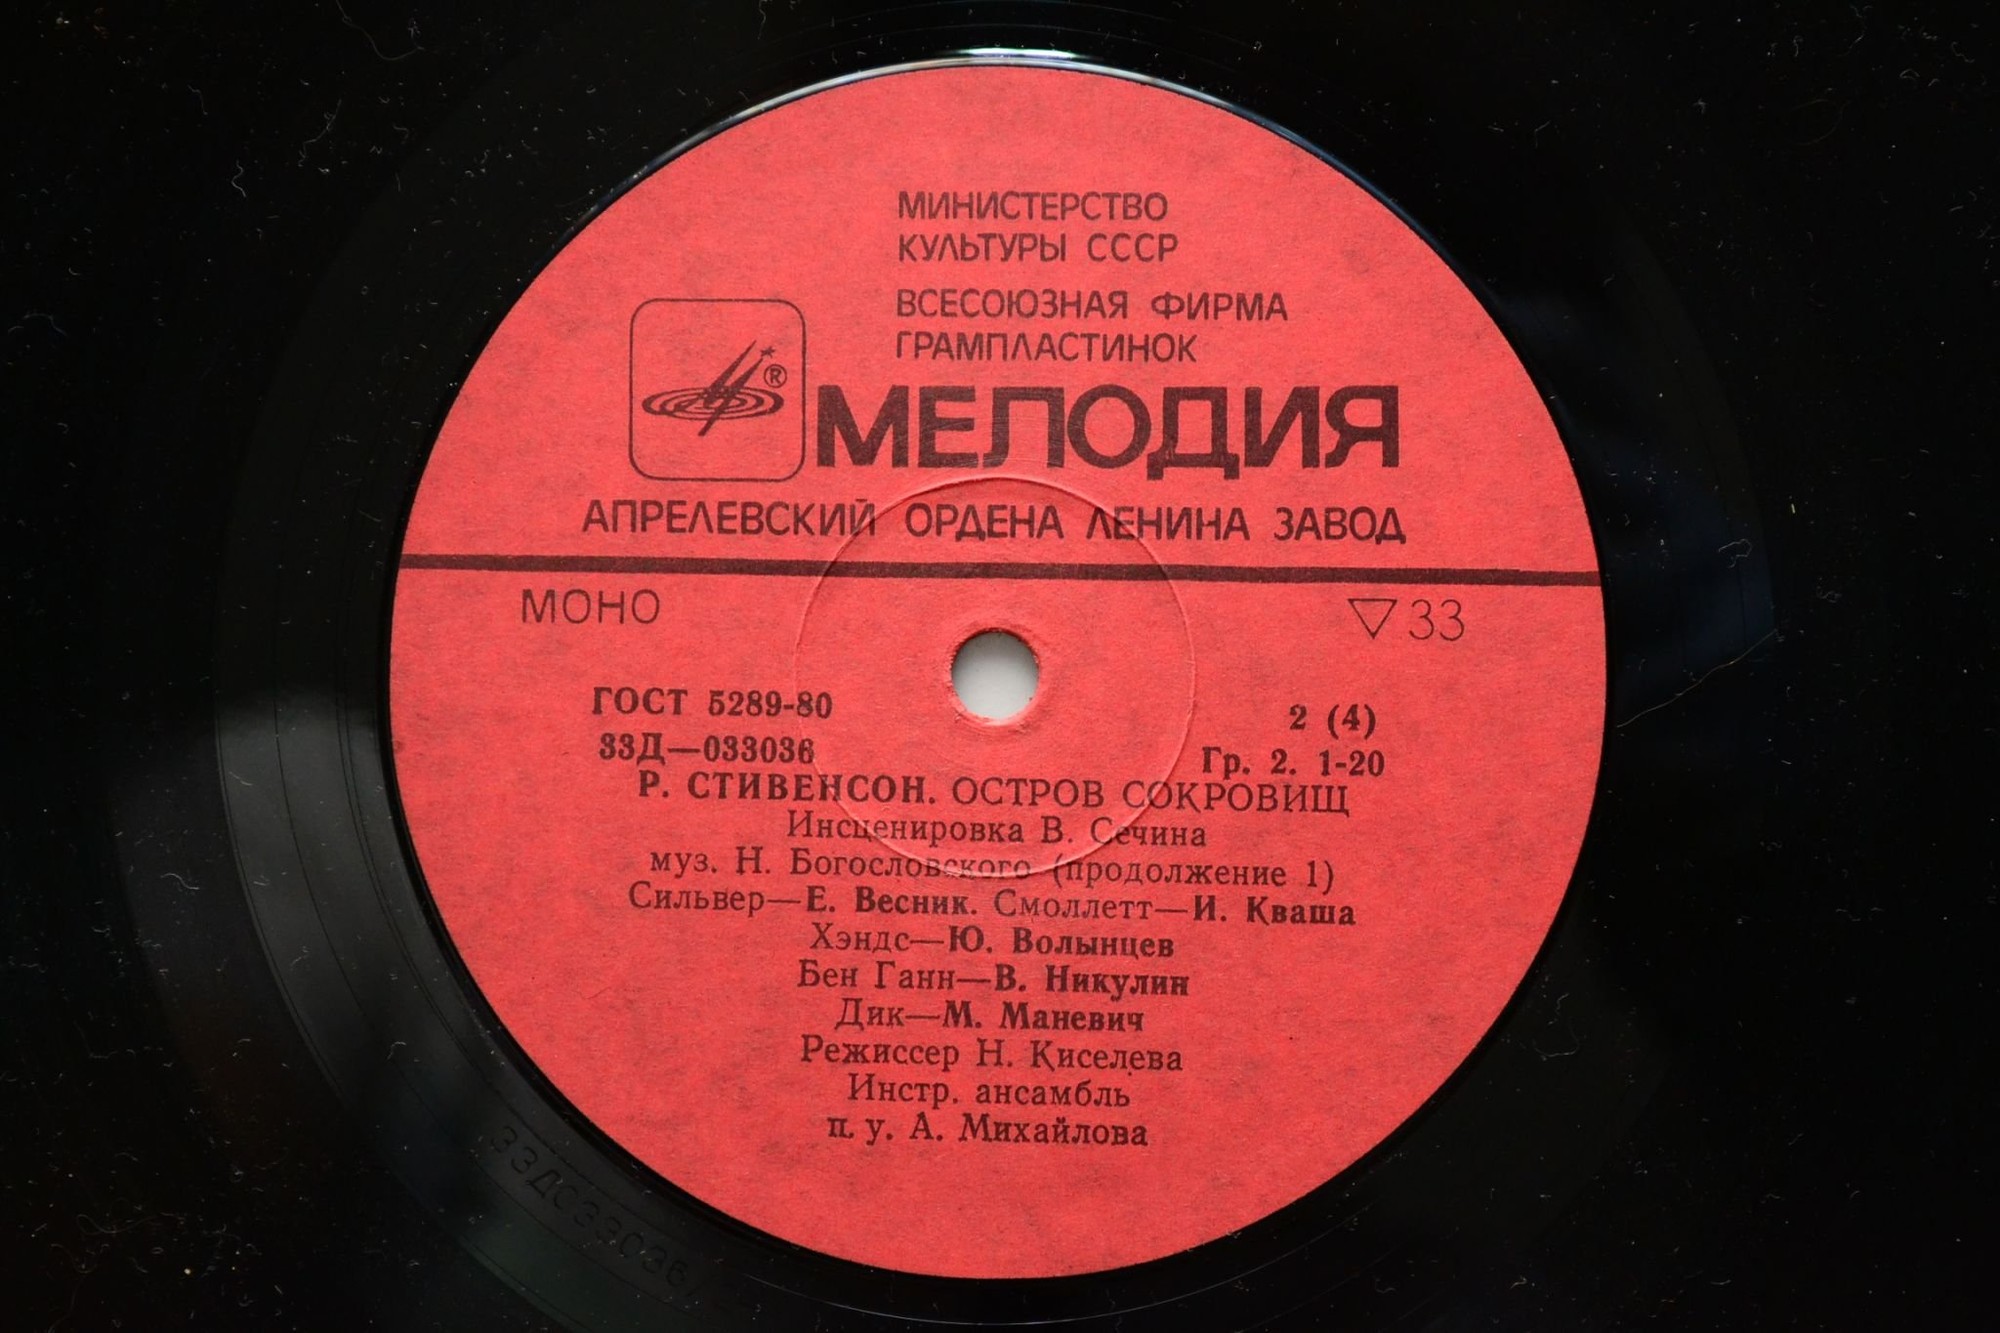 МИНИСТЕРСТВО
КУЛЬТУРЫ СССР
ВСЕСОЮЗНАЯ ФИРМА
ГРАМПЛАСТИНОК
®
МЕЛОДИЯ
АПРЕЛЕВСКИЙ ОРДЕНА ЛЕНИНА ЗАВОД
МОНО
▽33
ГОСТ 5289-80
2 (4)
33Д—033036
Гр. 2. 1-20
Р. СТИВЕНСОН. ОСТРОВ СОКРОВИЩ
Инсценировка В. Сечина
муз. Н. Богословского (продолжение 1)
Сильвер—Е. Весник. Смоллетт—И. Кваша
Хэндс—Ю. Волынцев
Бен Ганн—В. Никулин
Дик—М. Маневич
Режиссер Н. Киселева
Инстр. ансамбль
п. у. А. Михайлова